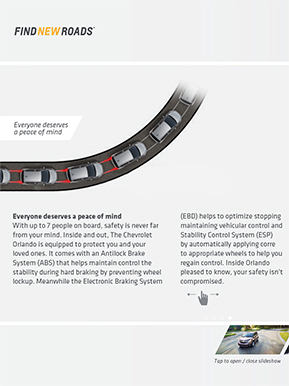 FIND NEW ROADS™
Everyone deserves
a peace of mind
Everyone deserves a peace of mind
With up to 7 people on board, safety is never far
from your mind. Inside and out, The Chevrolet
Orlando is equipped to protect you and your
loved ones. It comes with an Antilock Brake
System (ABS) that helps maintain control the
stability during hard braking by preventing wheel
lockup. Meanwhile the Electronic Braking System
(EBD) helps to optimize stopping
maintaining vehicular control and
Stability Control System (ESP)
by automatically applying corre
to appropriate wheels to help you
regain control. Inside Orlando
pleased to know, your safety isn't
compromised.
Tap to open / close slideshow